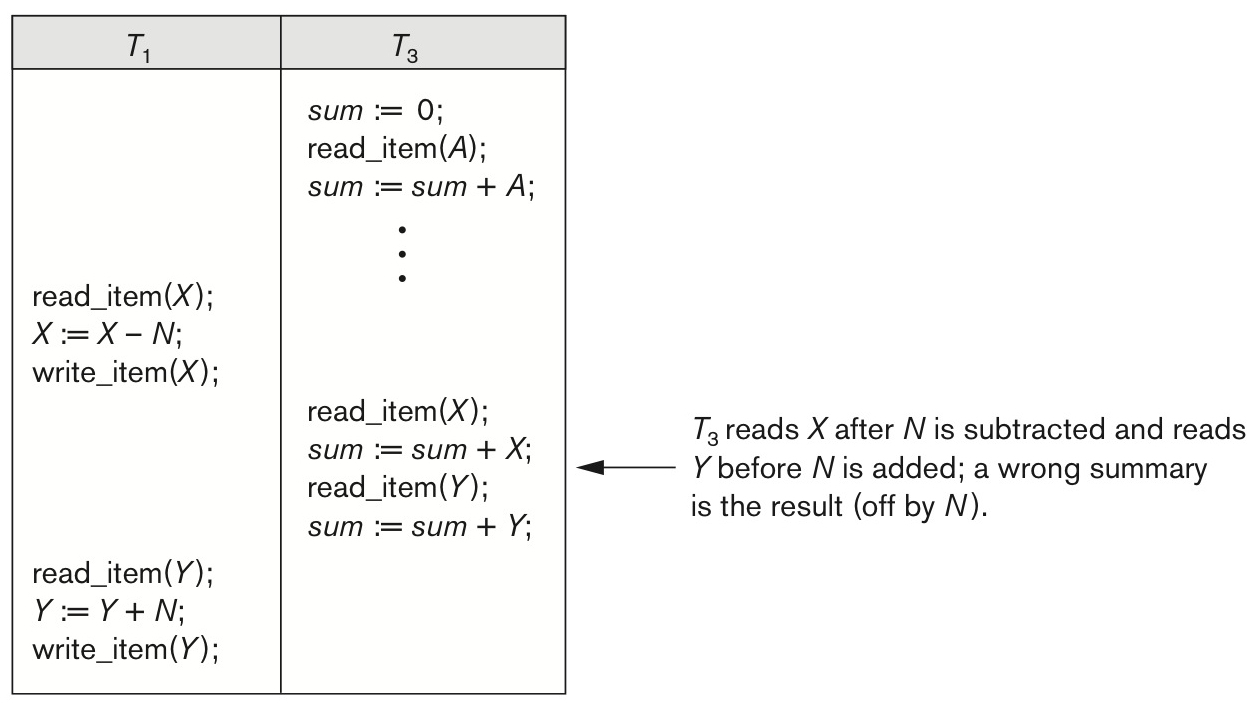 T1 T3
sum := 0;
read_item(A);
sum := sum + A;
read_item(X);
X := X – N;
write_item(X);
read_item(X);
sum := sum + X;
read_item(Y);
sum := sum + Y;
T3 reads X after N is subtracted and reads
Y before N is added; a wrong summary
is the result (off by N).
read_item(Y);
Y := Y + N;
write_item(Y);